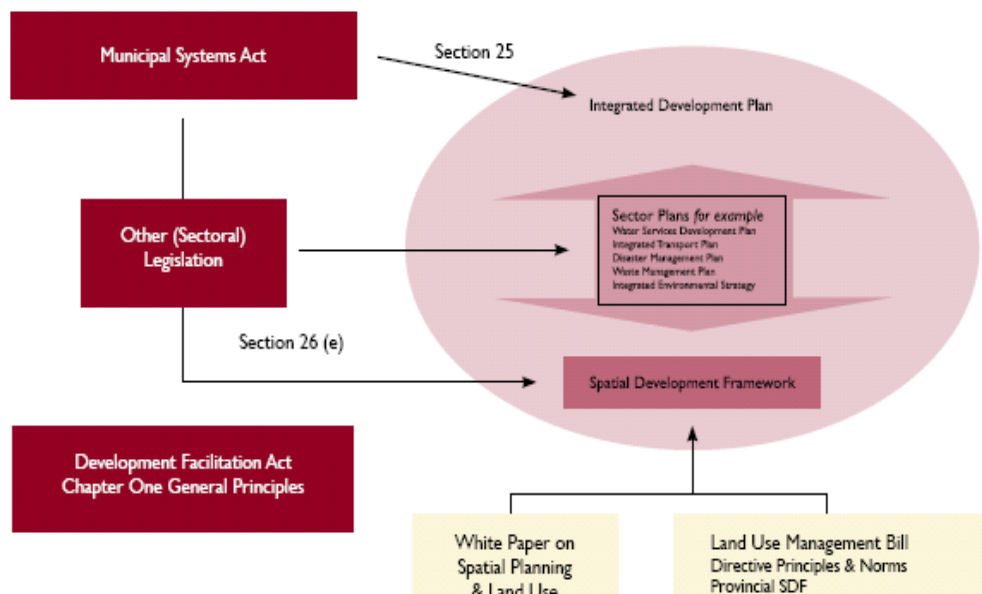 Municipal Systems Act
Section 25
Integrated Development Plan
Other (Sectoral)
Legislation
Sector Plans for example
Water Services Development Plan
Integrated Transport Plan
Disaster Management Plan
Waste Management Plan
Integrated Environmental Strategy
Section 26 (e)
Spatial Development Framework
Development Facilitation Act
Chapter One General Principles
White Paper on
Spatial Planning
& Land Use
Land Use Management Bill
Directive Principles & Norms
Provincial SDF